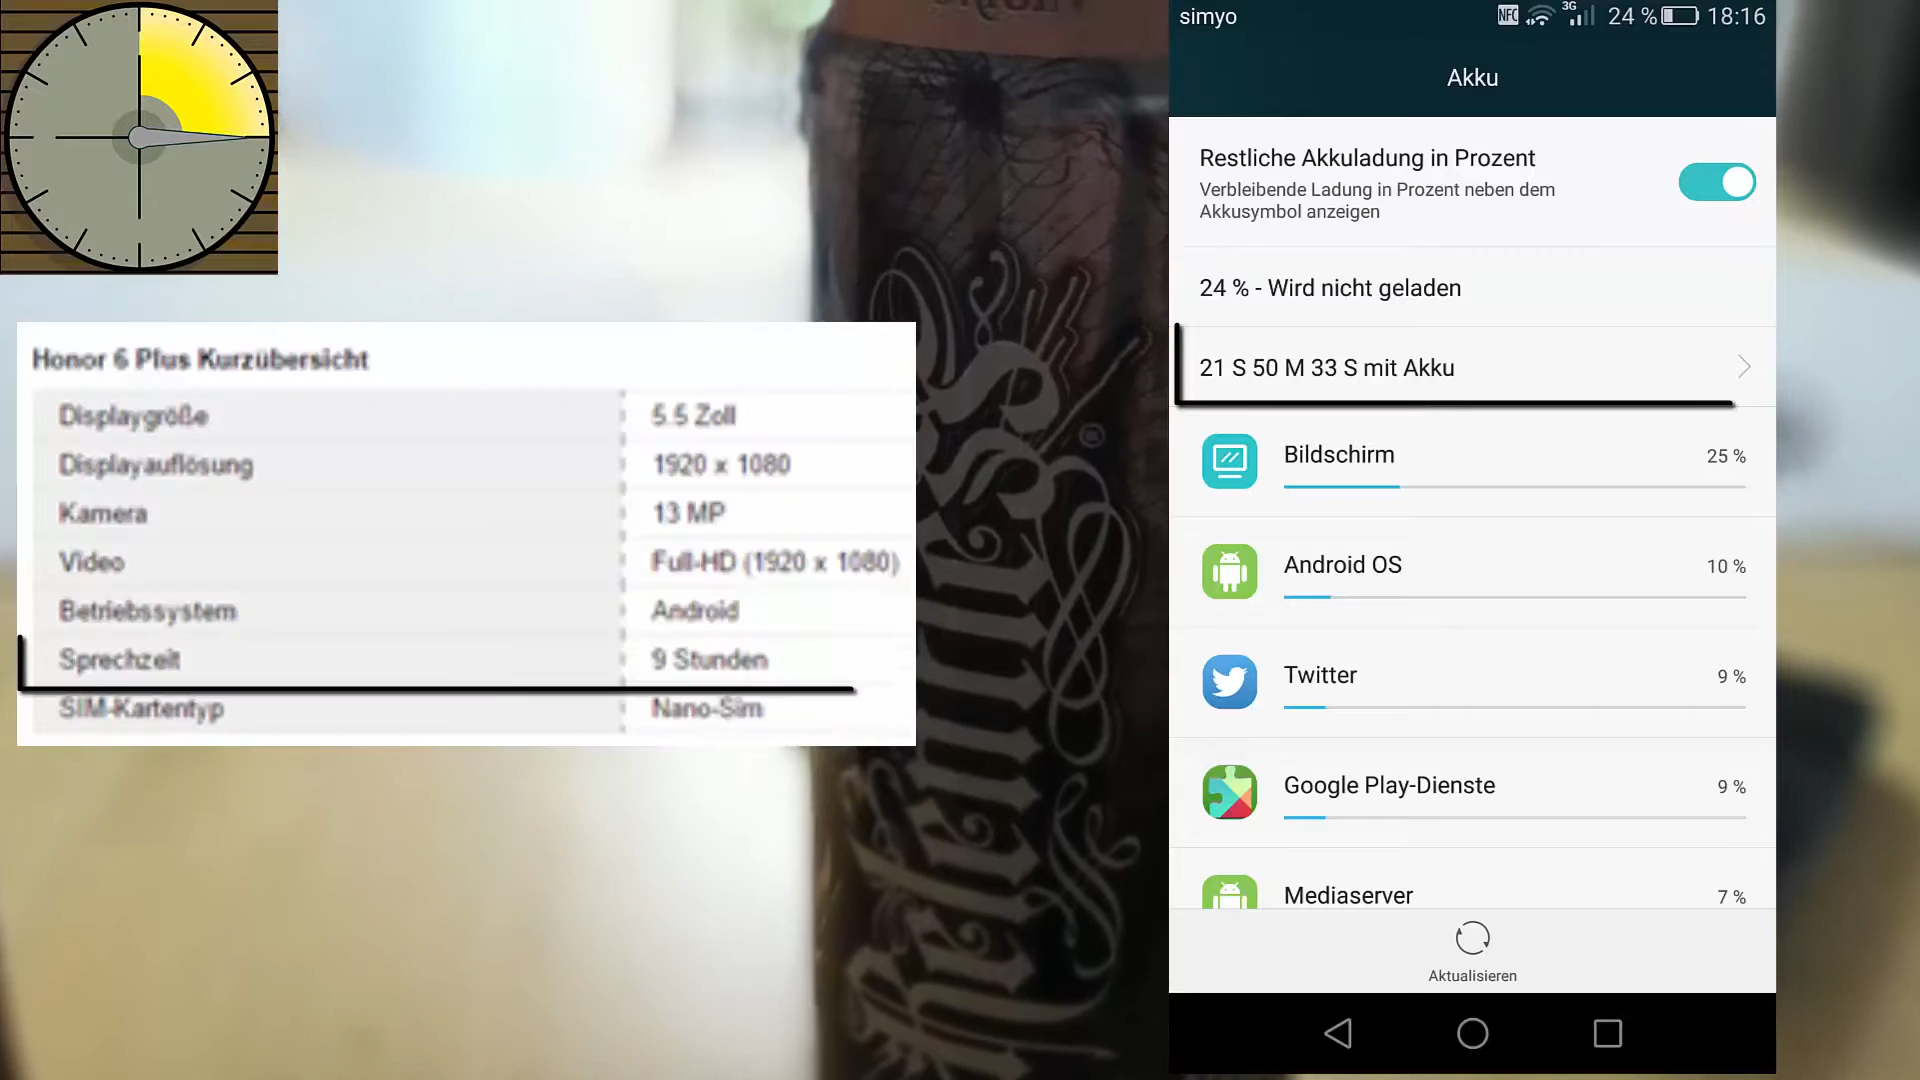 Honor 6 Plus Kurzübersicht
Displaygröße 5.5 Zoll
Displayauflösung 1920 x 1080
Kamera 13 MP
Video Full-HD (1920 x 1080)
Betriebssystem Android
Sprechzeit 9 Stunden
SIM-Kartentyp Nano-Sim
®
simyo NFC 3G 24 % 18:16
Akku
Restliche Akkuladung in Prozent
Verbleibende Ladung in Prozent neben dem
Akkusymbol anzeigen
24 % - Wird nicht geladen
21 S 50 M 33 S mit Akku
Bildschirm 25 %
Android OS 10 %
Twitter 9 %
Google Play-Dienste 9 %
Mediaserver 7 %
Aktualisieren